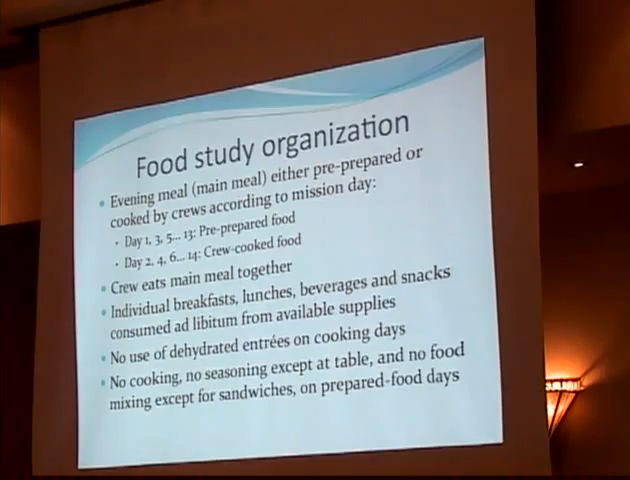 Food study organization
• Evening meal (main meal) either pre-prepared or
cooked by crews according to mission day:
• Day 1, 3, 5... 13: Pre-prepared food
• Day 2, 4, 6... 14: Crew-cooked food
• Crew eats main meal together
• Individual breakfasts, lunches, beverages and snacks
consumed ad libitum from available supplies
• No use of dehydrated entrées on cooking days
• No cooking, no seasoning except at table, and no food
mixing except for sandwiches, on prepared-food days